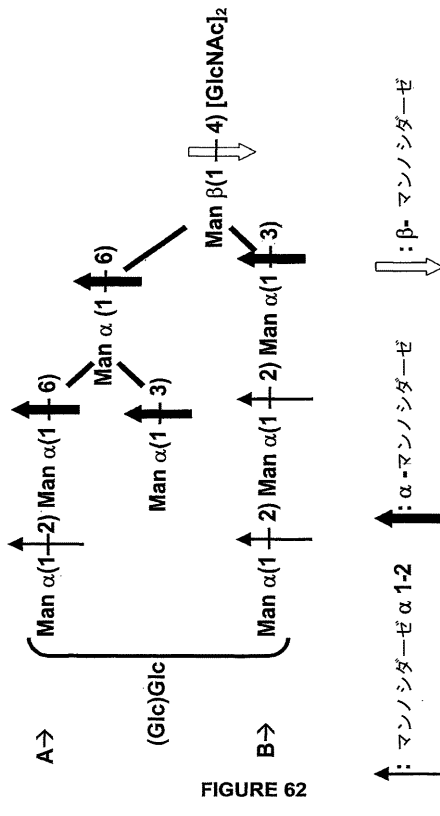 A→ Man α(1–2) Man α(1–6)
Man α (1–6)
(Glc)Glc Man α(1–3)
Man β(1–4) [GlcNAc]₂
B→ Man α(1–2) Man α(1–2) Man α(1–3)
: マンノシダーゼ α 1-2 : α -マンノシダーゼ : β- マンノシダーゼ
FIGURE 62